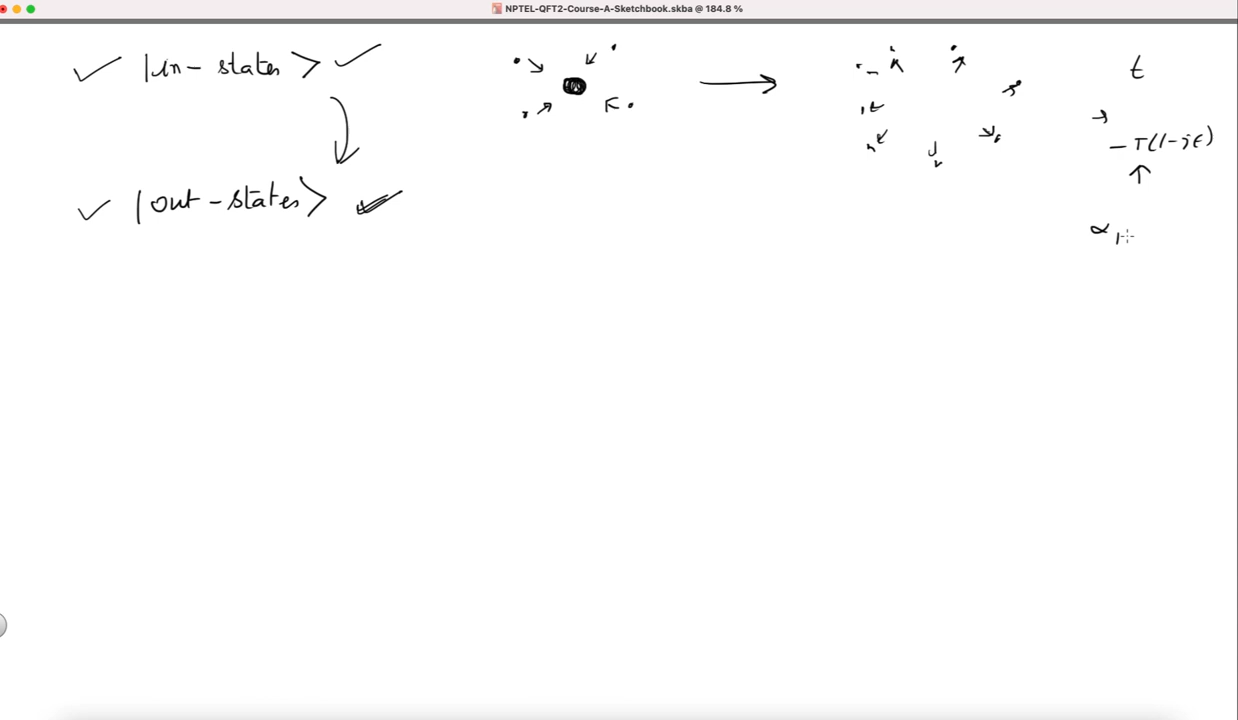 NPTEL-QFT2-Course-A-Sketchbook.skba @ 184.8 %
✓ |in-states> ✓
t
→ -T(1-iϵ)
✓ |out-states> ✓
α